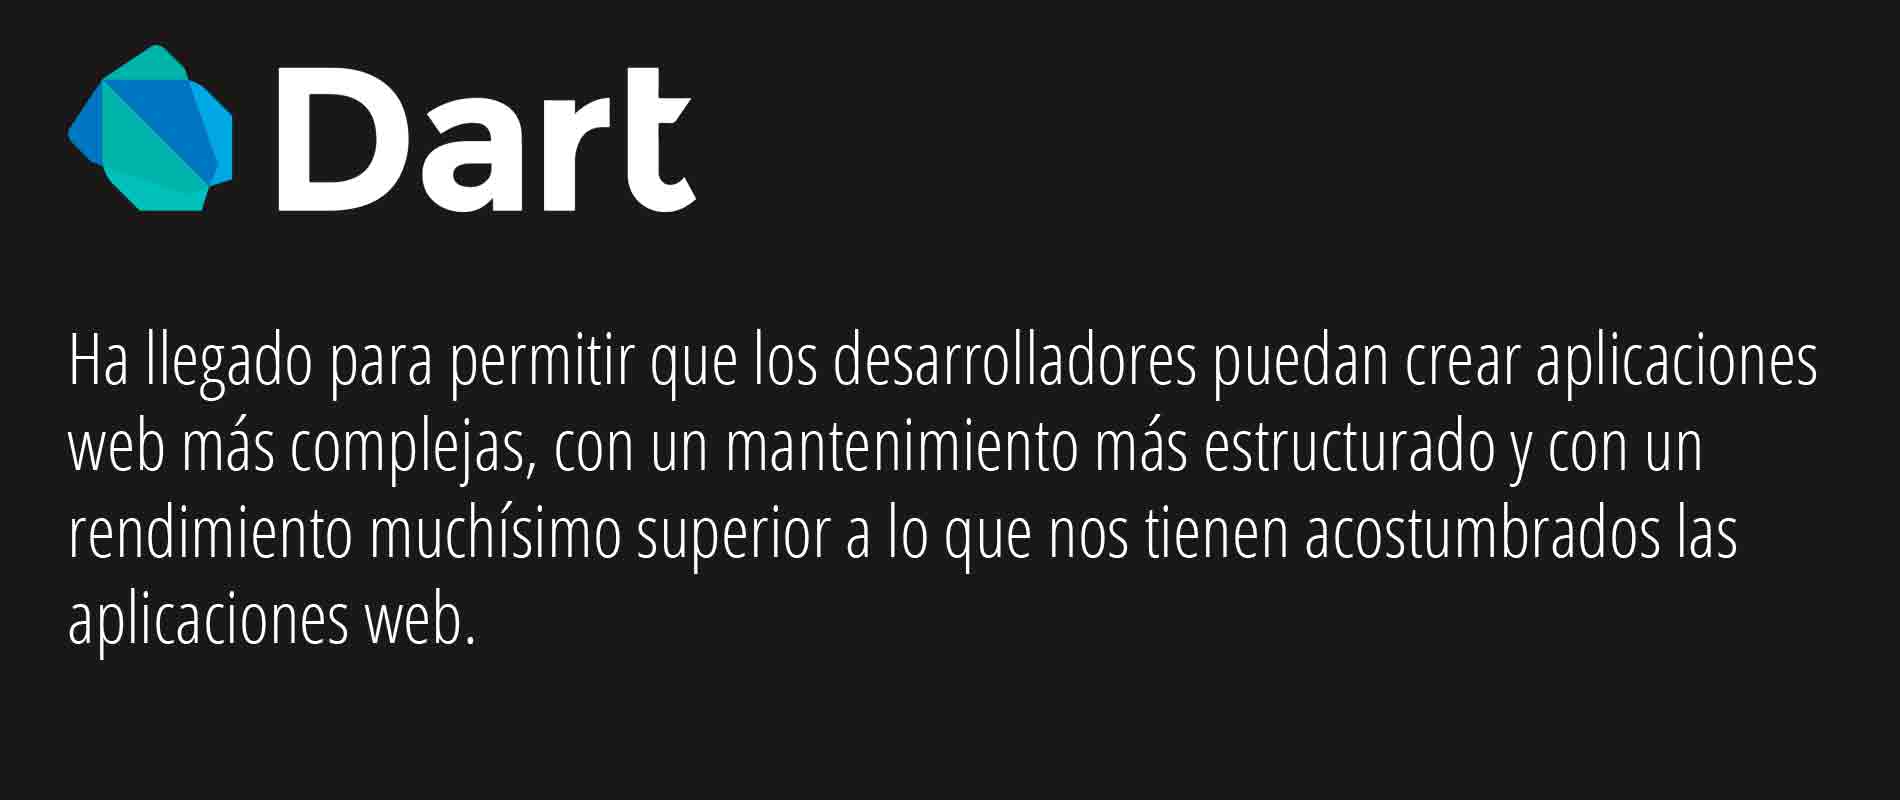 Dart
Ha llegado para permitir que los desarrolladores puedan crear aplicaciones
web más complejas, con un mantenimiento más estructurado y con un
rendimiento muchísimo superior a lo que nos tienen acostumbrados las
aplicaciones web.